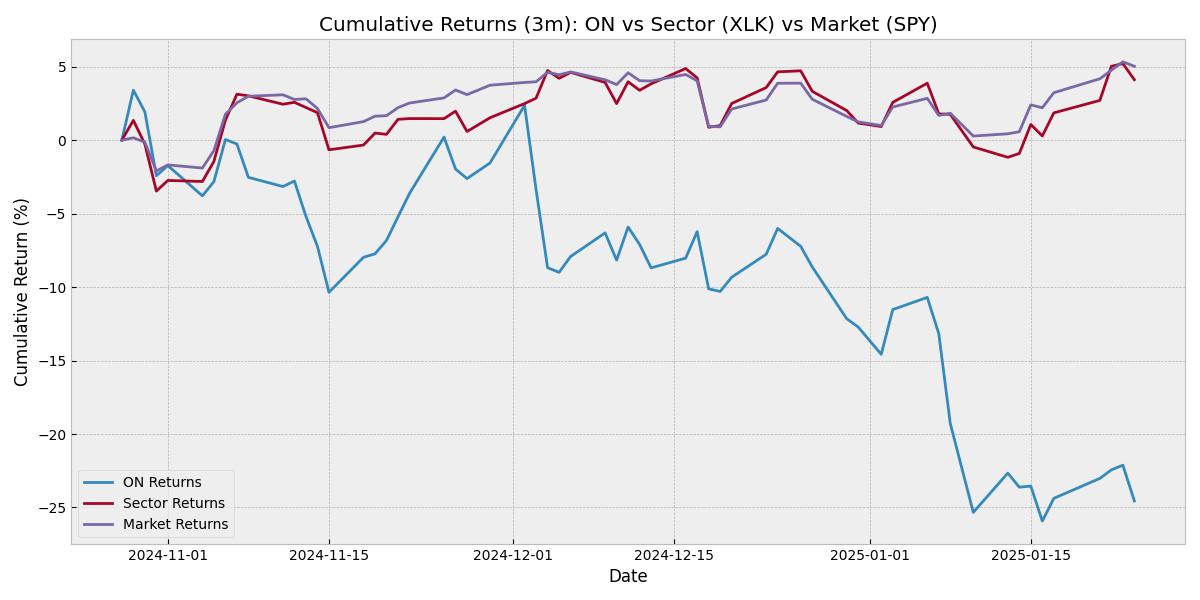 Cumulative Returns (3m): ON vs Sector (XLK) vs Market (SPY)
Cumulative Return (%)
5
0
−5
−10
−15
−20
−25
ON Returns
Sector Returns
Market Returns
2024-11-01
2024-11-15
2024-12-01
2024-12-15
2025-01-01
2025-01-15
Date